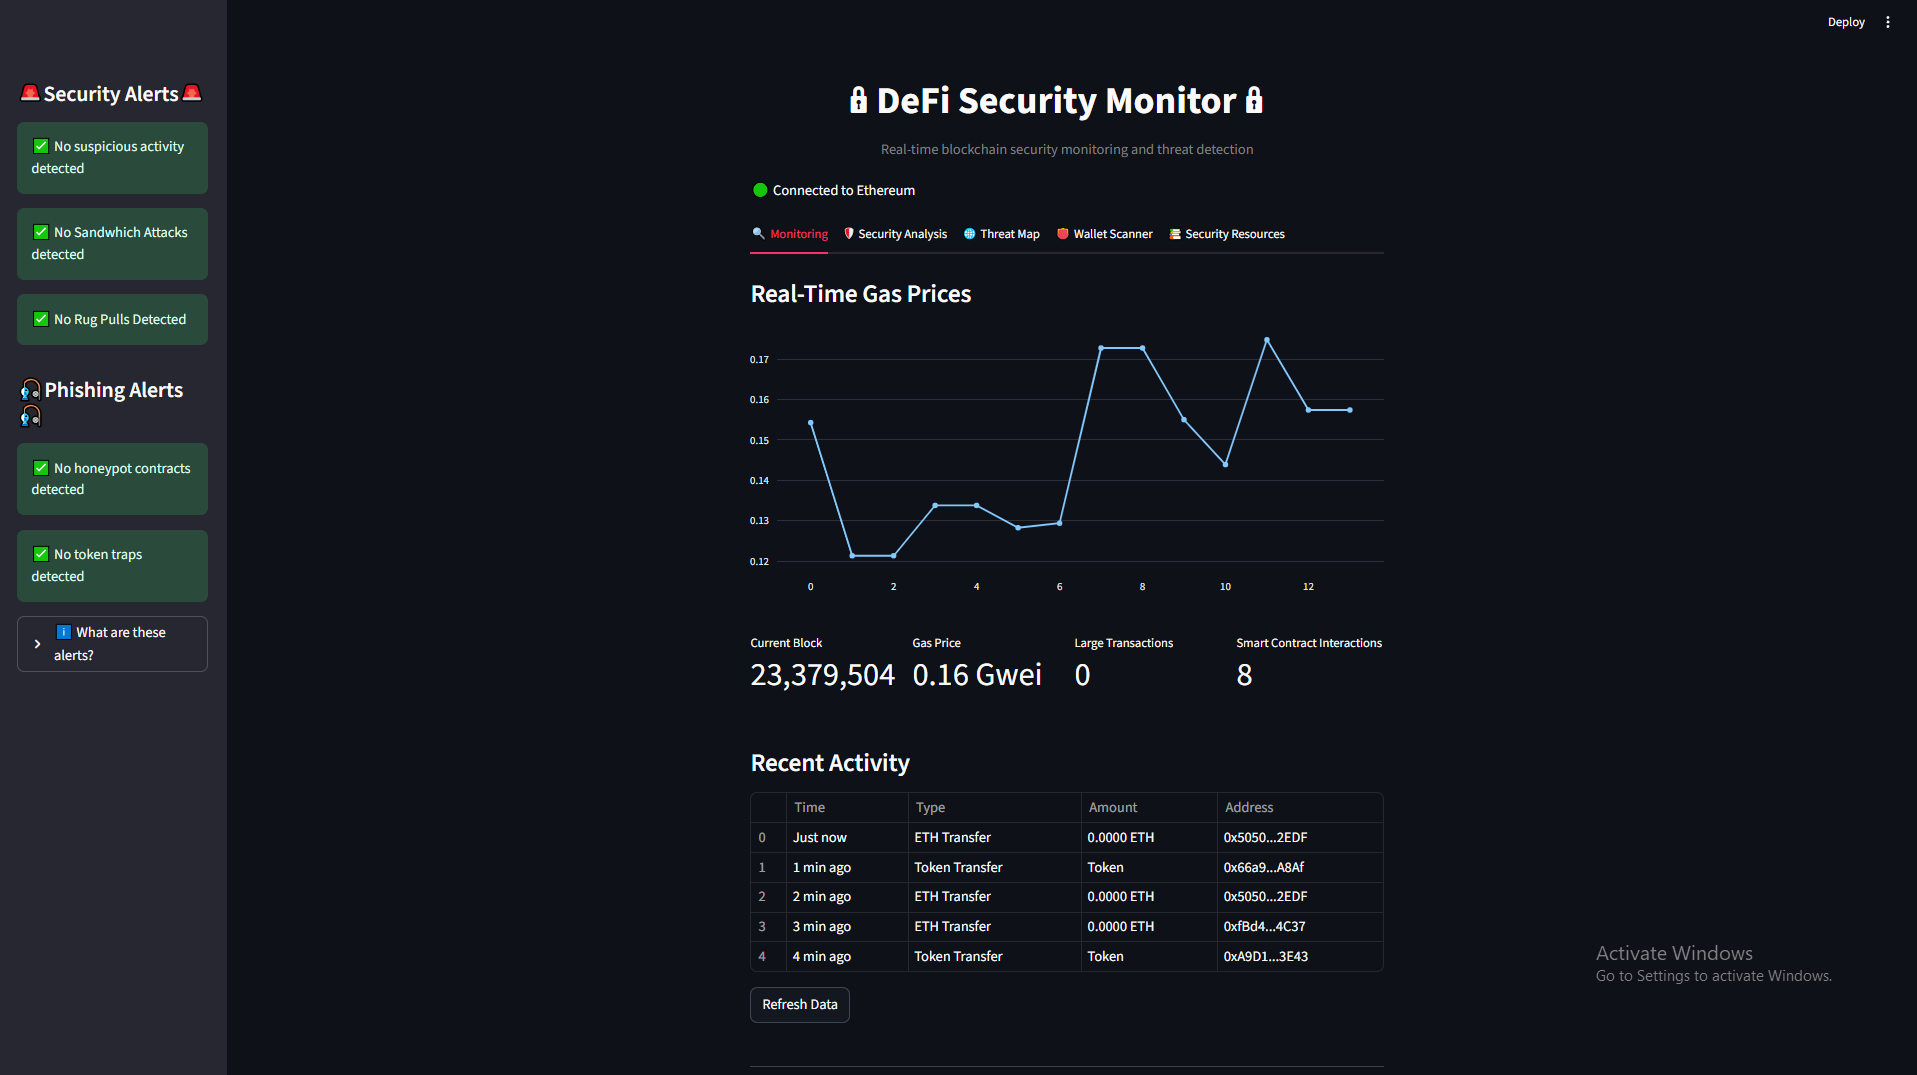 Deploy
Security Alerts
No suspicious activity
detected
No Sandwhich Attacks
detected
No Rug Pulls Detected
Phishing Alerts
No honeypot contracts
detected
No token traps
detected
What are these
alerts?
DeFi Security Monitor
Real-time blockchain security monitoring and threat detection
Connected to Ethereum
Monitoring Security Analysis Threat Map Wallet Scanner Security Resources
Real-Time Gas Prices
0.17
0.16
0.15
0.14
0.13
0.12
0 2 4 6 8 10 12
Current Block Gas Price Large Transactions Smart Contract Interactions
23,379,504 0.16 Gwei 0 8
Recent Activity
Time Type Amount Address
0 Just now ETH Transfer 0.0000 ETH 0x5050...2EDF
1 1 min ago Token Transfer Token 0x66a9...A8Af
2 2 min ago ETH Transfer 0.0000 ETH 0x5050...2EDF
3 3 min ago ETH Transfer 0.0000 ETH 0xfBd4...4C37
4 4 min ago Token Transfer Token 0xA9D1...3E43
Refresh Data
Activate Windows
Go to Settings to activate Windows.